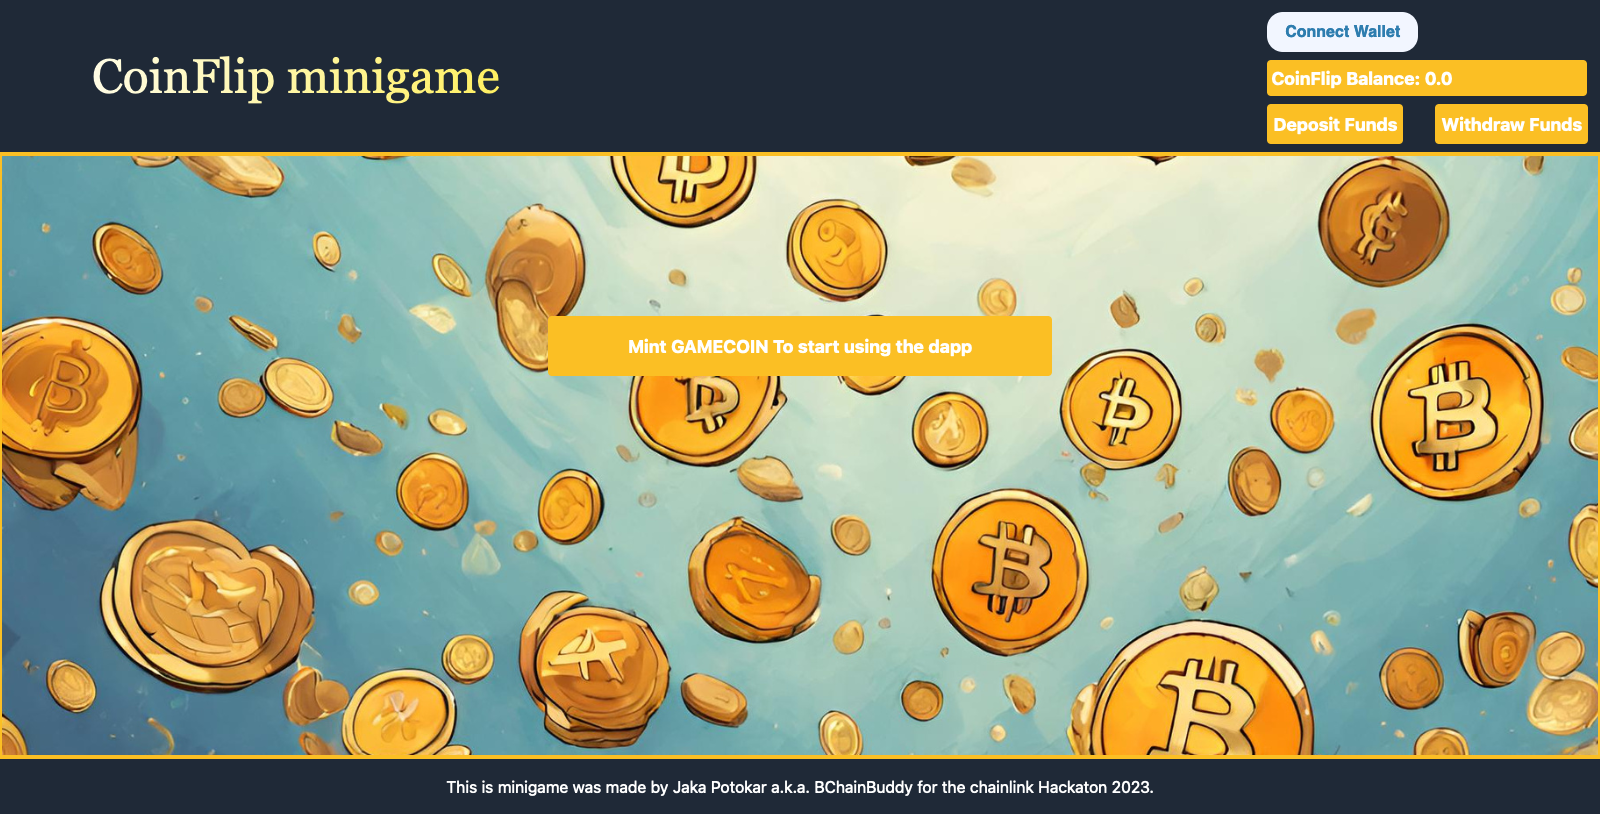 CoinFlip minigame
Connect Wallet
CoinFlip Balance: 0.0
Deposit Funds
Withdraw Funds
Mint GAMECOIN To start using the dapp
This is minigame was made by Jaka Potokar a.k.a. BChainBuddy for the chainlink Hackaton 2023.